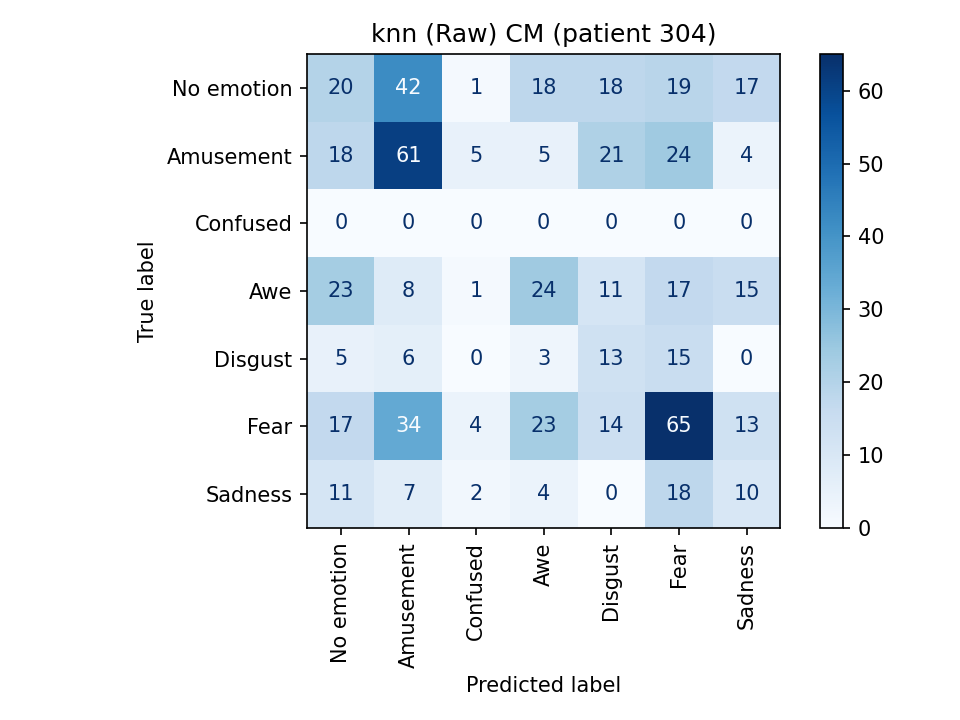 knn (Raw) CM (patient 304)
No emotion 20 42 1 18 18 19 17
Amusement 18 61 5 5 21 24 4
Confused 0 0 0 0 0 0 0
Awe 23 8 1 24 11 17 15
Disgust 5 6 0 3 13 15 0
Fear 17 34 4 23 14 65 13
Sadness 11 7 2 4 0 18 10
True label
No emotion Amusement Confused Awe Disgust Fear Sadness
Predicted label
60
50
40
30
20
10
0